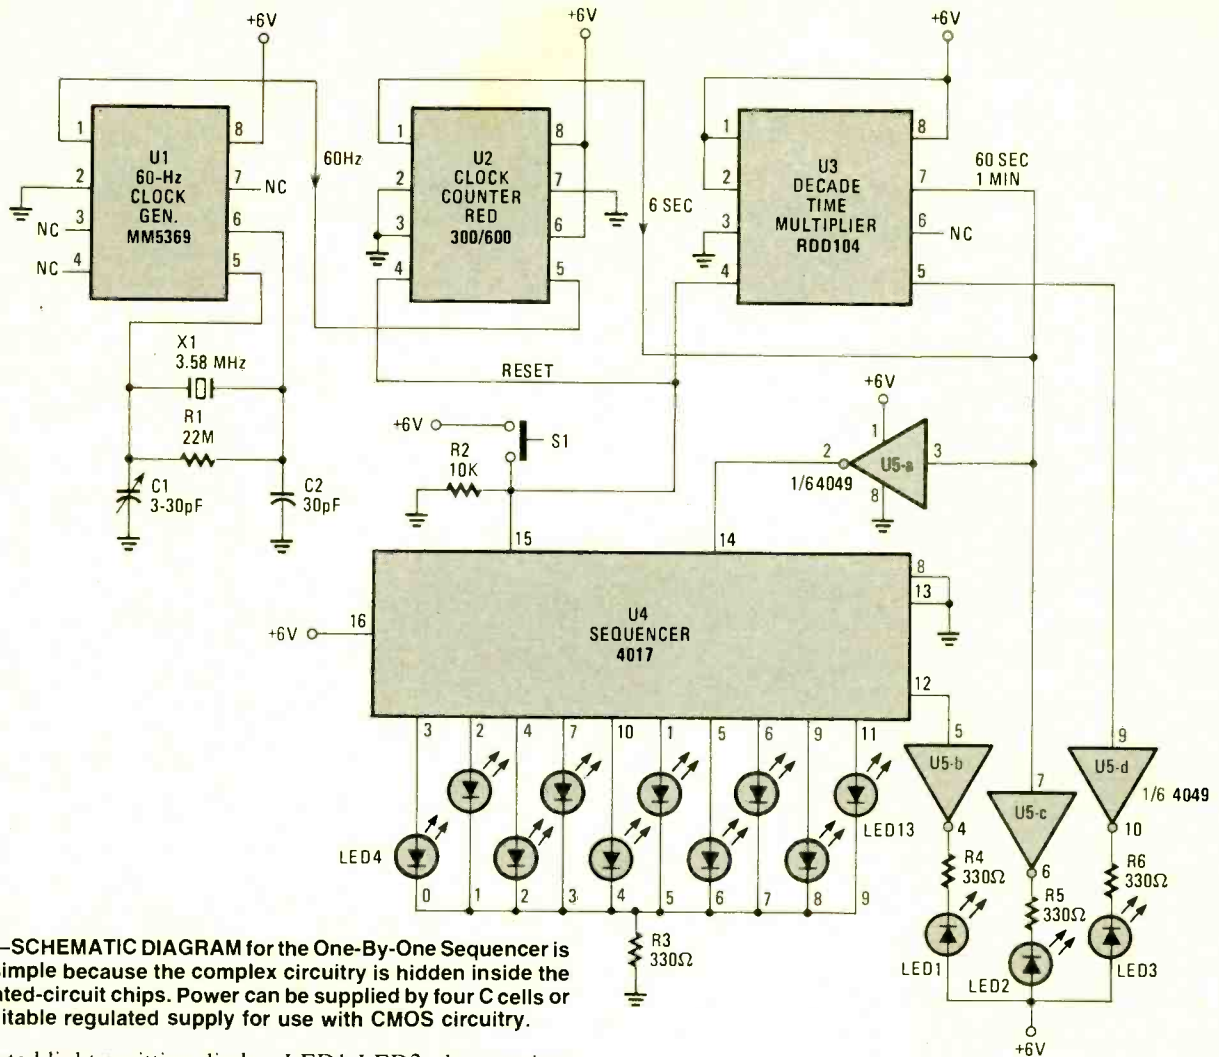 +6V
+6V
+6V
1
8
U1
60-Hz
CLOCK
GEN.
MM5369
2
7
NC
NC
3
6
NC
4
5
60Hz
1
8
U2
CLOCK
COUNTER
RED
300/600
2
7
3
6
4
5
6 SEC
1
8
U3
DECADE
TIME
MULTIPLIER
RDD104
2
7
60 SEC
1 MIN
3
6
NC
4
5
X1
3.58 MHz
R1
22M
C1
3-30pF
C2
30pF
RESET
+6V
S1
R2
10K
+6V
1
2
U5-a
3
1/6 4049
8
15
14
+6V
16
U4
SEQUENCER
4017
8
13
12
3
2
4
7
10
1
5
6
9
11
5
U5-b
4
7
U5-c
6
9
U5-d
1/6 4049
10
LED4
LED13
0
1
2
3
4
5
6
7
8
9
R3
330Ω
R4
330Ω
R5
330Ω
R6
330Ω
LED1
LED2
LED3
+6V
–SCHEMATIC DIAGRAM for the One-By-One Sequencer is
simple because the complex circuitry is hidden inside the
ated-circuit chips. Power can be supplied by four C cells or
itable regulated supply for use with CMOS circuitry.